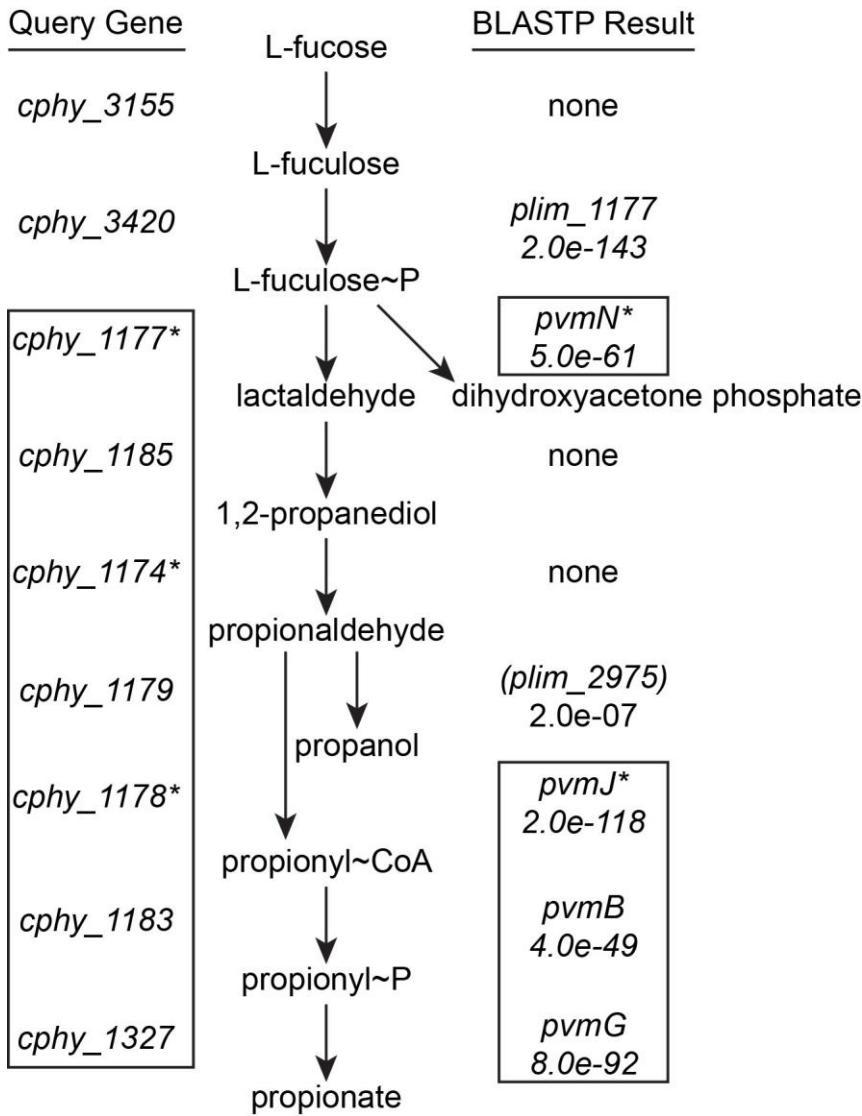 Query Gene
BLASTP Result
L-fucose
cphy_3155
none
L-fuculose
cphy_3420
plim_1177
2.0e-143
L-fuculose~P
cphy_1177*
pvmN*
5.0e-61
lactaldehyde
dihydroxyacetone phosphate
cphy_1185
none
1,2-propanediol
cphy_1174*
none
propionaldehyde
cphy_1179
(plim_2975)
2.0e-07
propanol
cphy_1178*
pvmJ*
2.0e-118
propionyl~CoA
cphy_1183
pvmB
4.0e-49
propionyl~P
cphy_1327
pvmG
8.0e-92
propionate